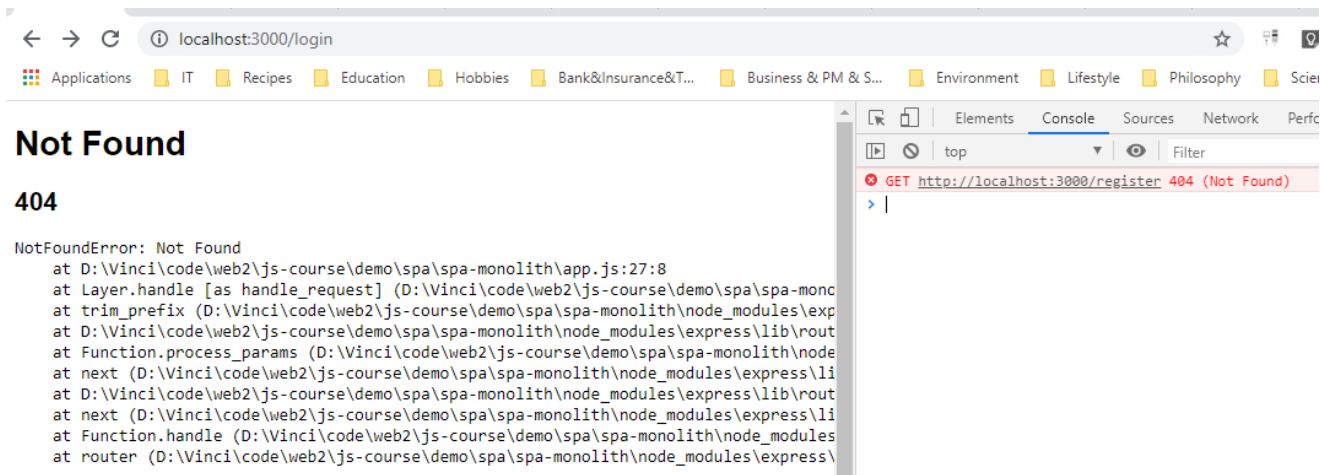 localhost:3000/login
Applications IT Recipes Education Hobbies Bank&Insurance&T... Business & PM & S... Environment Lifestyle Philosophy Scie
Not Found
404
NotFoundError: Not Found
at D:\Vinci\code\web2\js-course\demo\spa\spa-monolith\app.js:27:8
at Layer.handle [as handle_request] (D:\Vinci\code\web2\js-course\demo\spa\spa-mono
at trim_prefix (D:\Vinci\code\web2\js-course\demo\spa\spa-monolith\node_modules\exp
at D:\Vinci\code\web2\js-course\demo\spa\spa-monolith\node_modules\express\lib\rout
at Function.process_params (D:\Vinci\code\web2\js-course\demo\spa\spa-monolith\node
at next (D:\Vinci\code\web2\js-course\demo\spa\spa-monolith\node_modules\express\li
at D:\Vinci\code\web2\js-course\demo\spa\spa-monolith\node_modules\express\lib\rout
at next (D:\Vinci\code\web2\js-course\demo\spa\spa-monolith\node_modules\express\li
at Function.handle (D:\Vinci\code\web2\js-course\demo\spa\spa-monolith\node_modules
at router (D:\Vinci\code\web2\js-course\demo\spa\spa-monolith\node_modules\express\
Elements Console Sources Network Perfo
top Filter
GET http://localhost:3000/register 404 (Not Found)
>